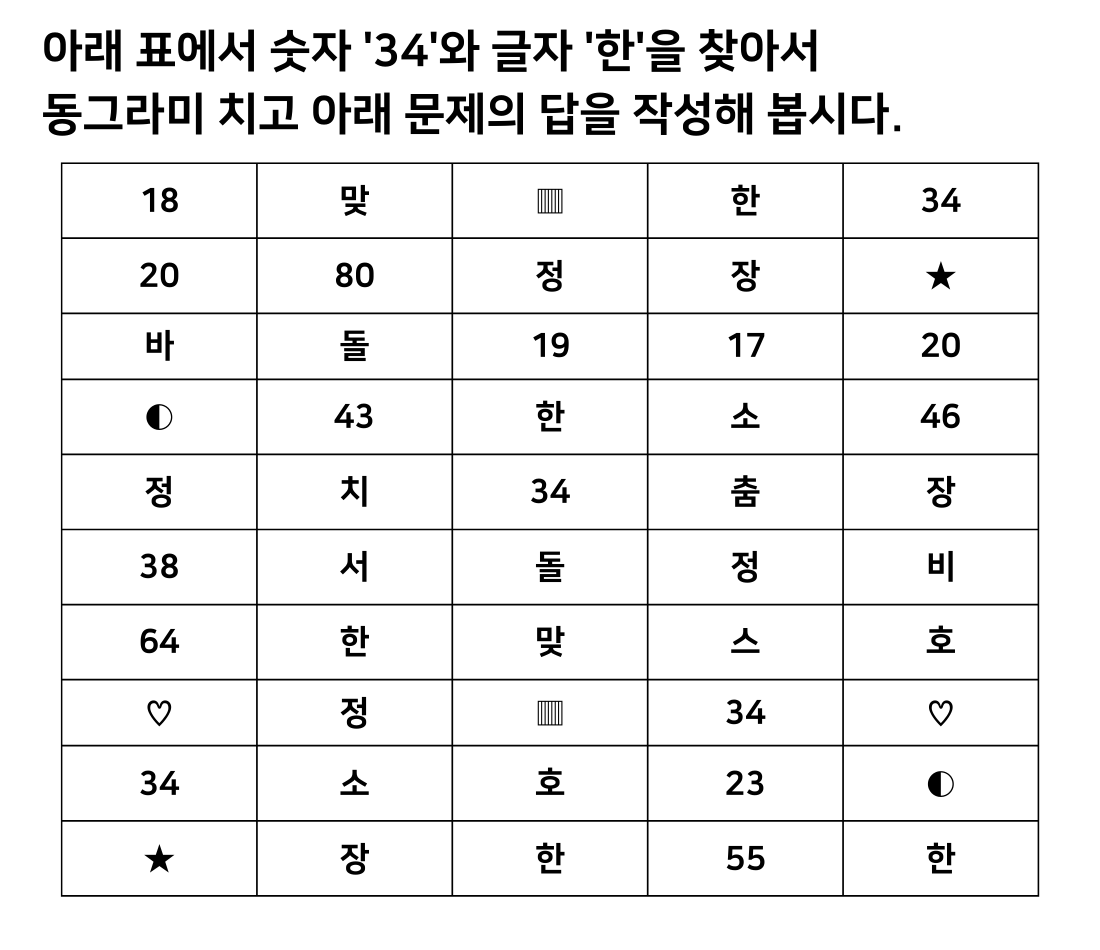 아래 표에서 숫자 '34'와 글자 '한'을 찾아서
동그라미 치고 아래 문제의 답을 작성해 봅시다.
18 맞 ▥ 한 34
20 80 정 장 ★
바 돌 19 17 20
◐ 43 한 소 46
정 치 34 춤 장
38 서 돌 정 비
64 한 맞 스 호
♡ 정 ▥ 34 ♡
34 소 호 23 ◐
★ 장 한 55 한